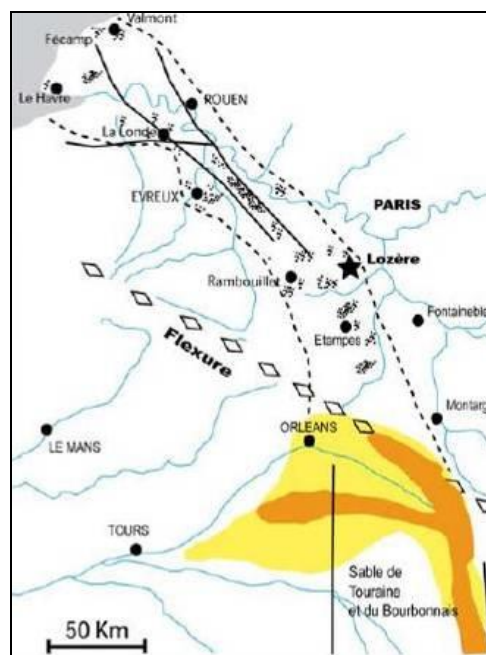 Valmont
Fécamp
Le Havre
ROUEN
La Londe
EVREUX
PARIS
Lozère
Rambouillet
Fontaineble
Etampes
Flexure
Montarg
ORLEANS
LE MANS
TOURS
Sable de
Touraine
et du Bourbonnais
50 Km